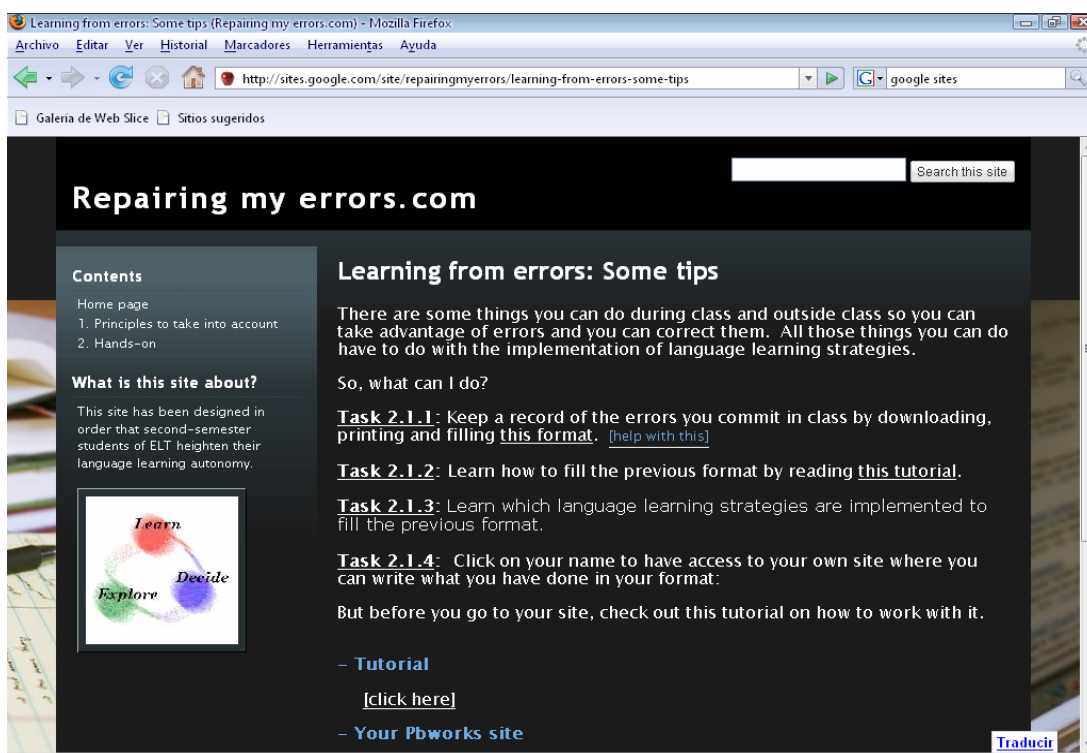 Learning from errors: Some tips (Repairing my errors.com) - Mozilla Firefox
Archivo Editar Ver Historial Marcadores Herramientas Ayuda
http://sites.google.com/site/repairingmyerrors/learning-from-errors-some-tips
G google sites
Galería de Web Slice Sitios sugeridos
Search this site
Repairing my errors.com
Contents
Home page
1. Principles to take into account
2. Hands-on
What is this site about?
This site has been designed in
order that second-semester
students of ELT heighten their
language learning autonomy.
Learn
Decide
Explore
Learning from errors: Some tips
There are some things you can do during class and outside class so you can
take advantage of errors and you can correct them. All those things you can do
have to do with the implementation of language learning strategies.
So, what can I do?
Task 2.1.1: Keep a record of the errors you commit in class by downloading,
printing and filling this format. [help with this]
Task 2.1.2: Learn how to fill the previous format by reading this tutorial.
Task 2.1.3: Learn which language learning strategies are implemented to
fill the previous format.
Task 2.1.4: Click on your name to have access to your own site where you
can write what you have done in your format:
But before you go to your site, check out this tutorial on how to work with it.
- Tutorial
[click here]
- Your Pbworks site
Traducir